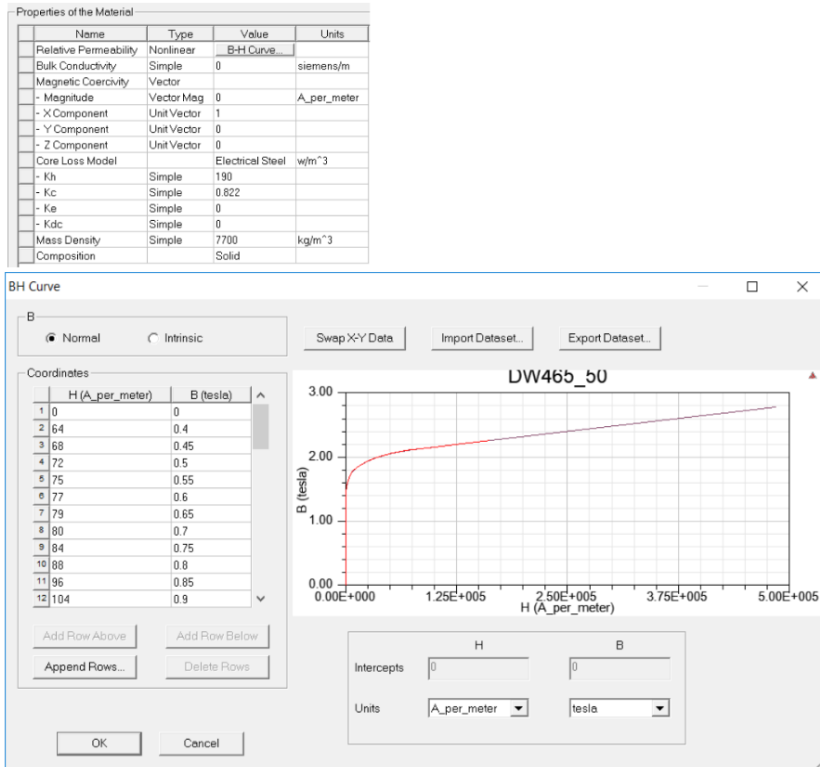 Properties of the Material
Name Type Value Units
Relative Permeability Nonlinear B-H Curve...
Bulk Conductivity Simple 0 siemens/m
Magnetic Coercivity Vector
- Magnitude Vector Mag 0 A_per_meter
- X Component Unit Vector 1
- Y Component Unit Vector 0
- Z Component Unit Vector 0
Core Loss Model Electrical Steel w/m^3
- Kh Simple 190
- Kc Simple 0.822
- Ke Simple 0
- Kdc Simple 0
Mass Density Simple 7700 kg/m^3
Composition Solid
BH Curve
B
Normal Intrinsic
Swap X-Y Data Import Dataset... Export Dataset...
Coordinates
H (A_per_meter) B (tesla)
1 0 0
2 64 0.4
3 68 0.45
4 72 0.5
5 75 0.55
6 77 0.6
7 79 0.65
8 80 0.7
9 84 0.75
10 88 0.8
11 96 0.85
12 104 0.9
Add Row Above Add Row Below
Append Rows... Delete Rows
OK Cancel
DW465_50
3.00
2.00
1.00
0.00
B (tesla)
0.00E+000 1.25E+005 2.50E+005 3.75E+005 5.00E+005
H (A_per_meter)
H B
Intercepts 0 0
Units A_per_meter tesla